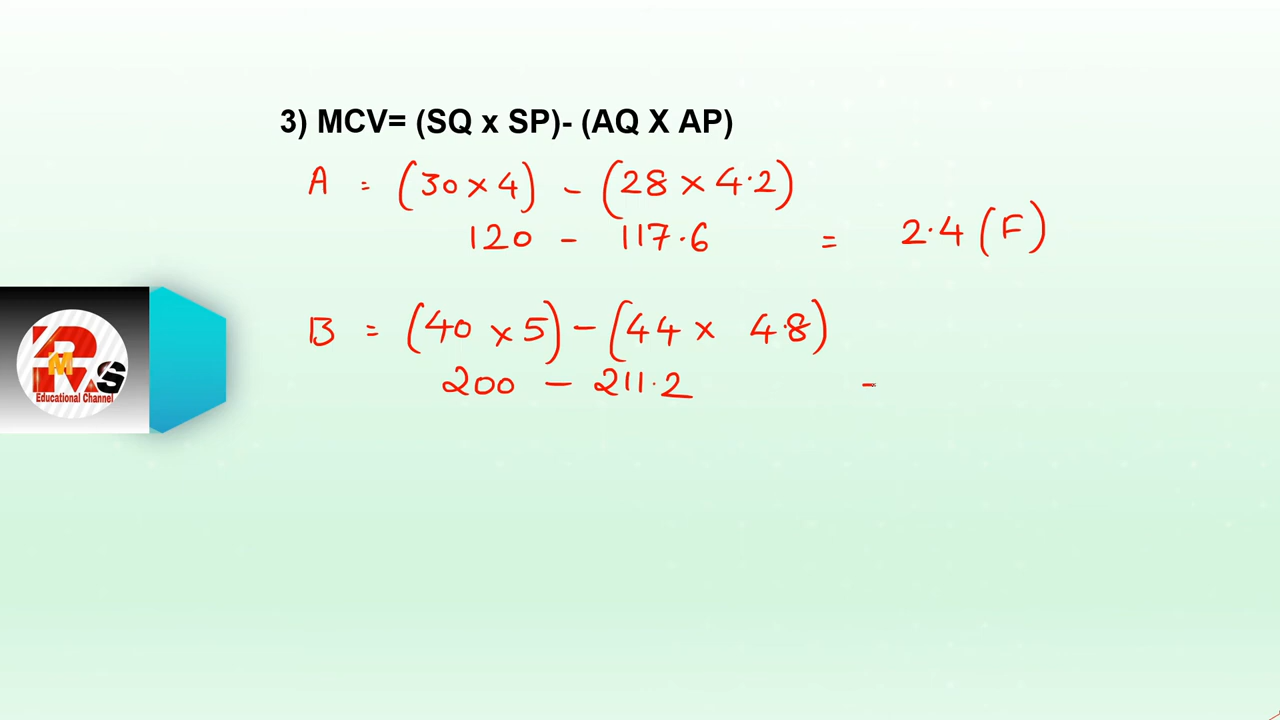 3) MCV= (SQ x SP)- (AQ X AP)
A = (30 x 4) - (28 x 4.2)
120 - 117.6 = 2.4 (F)
B = (40 x 5) - (44 x 4.8)
200 - 211.2 -
RMVS
Educational Channel